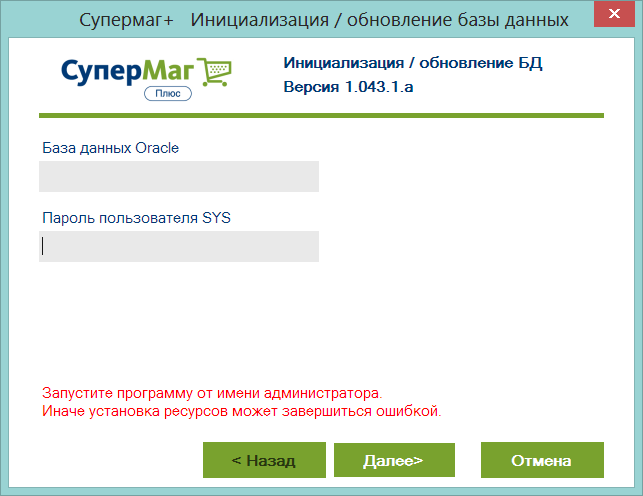 Супермаг+ Инициализация / обновление базы данных
СуперМаг
Плюс
Инициализация / обновление БД
Версия 1.043.1.a
База данных Oracle
Пароль пользователя SYS
Запустите программу от имени администратора.
Иначе установка ресурсов может завершиться ошибкой.
< Назад
Далее>
Отмена